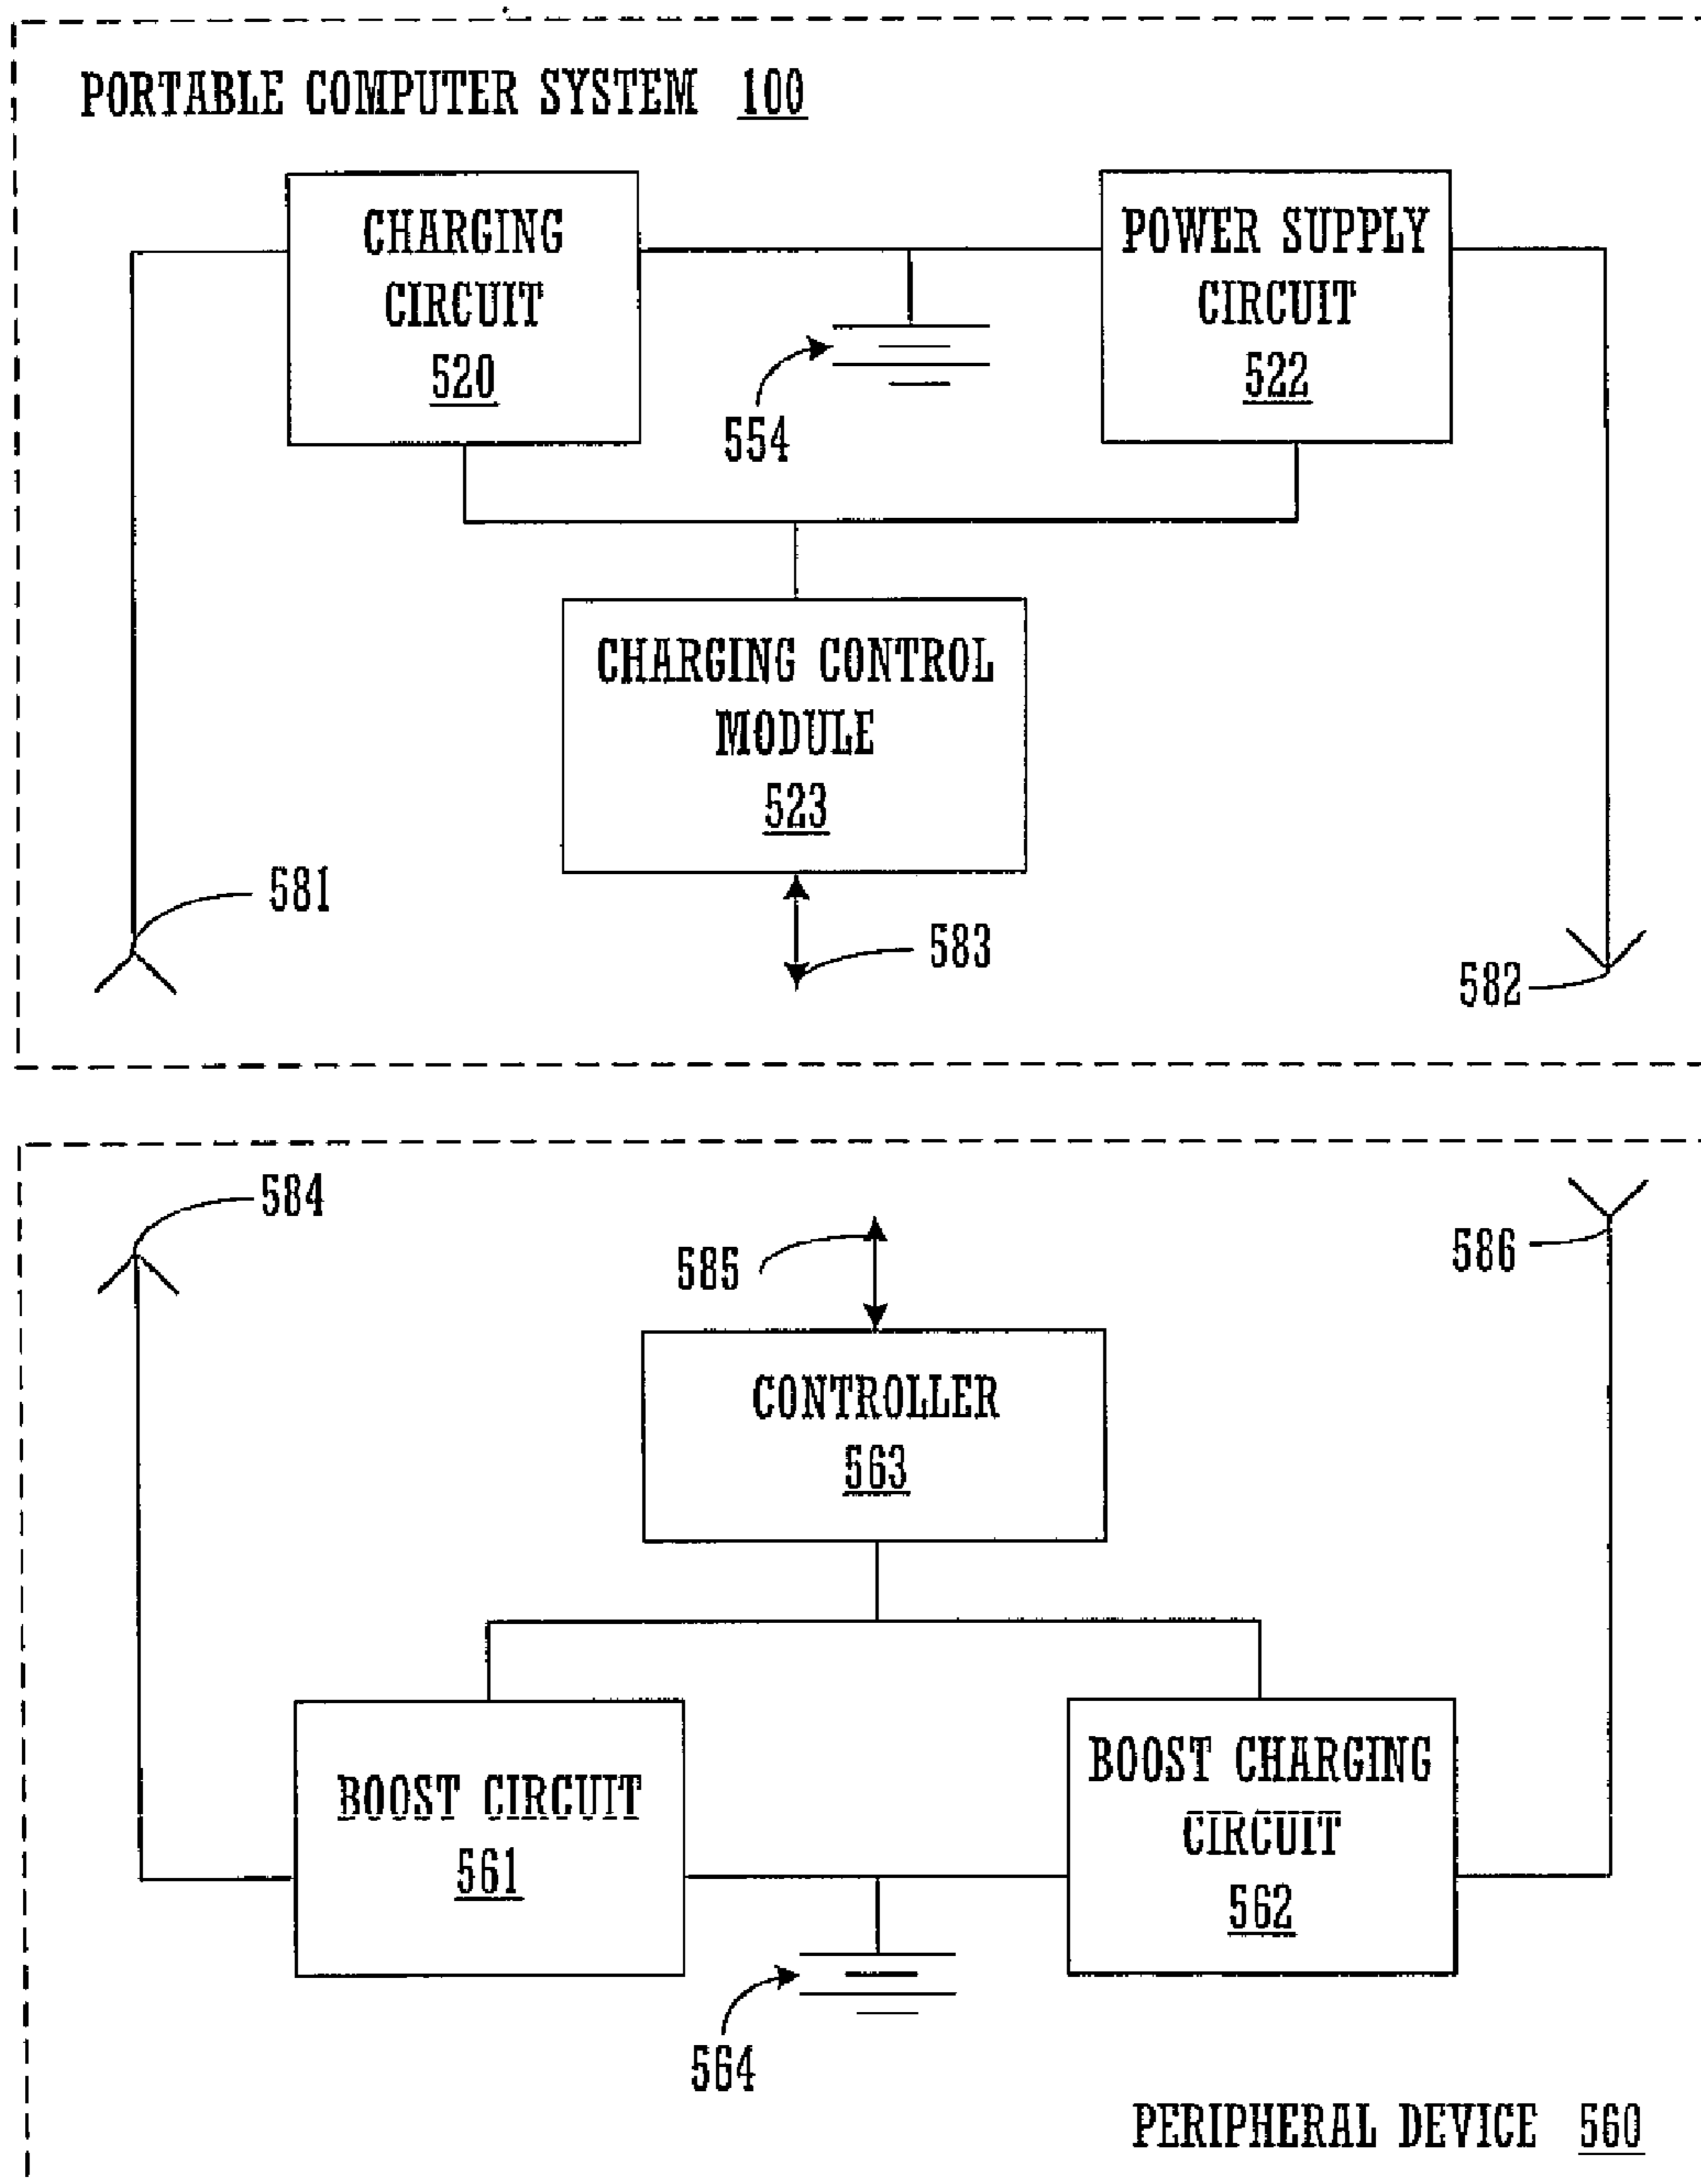 PORTABLE COMPUTER SYSTEM 100
CHARGING
CIRCUIT
520
POWER SUPPLY
CIRCUIT
522
554
CHARGING CONTROL
MODULE
523
581
583
582
584
585
586
CONTROLLER
563
BOOST CIRCUIT
561
BOOST CHARGING
CIRCUIT
562
564
PERIPHERAL DEVICE 560